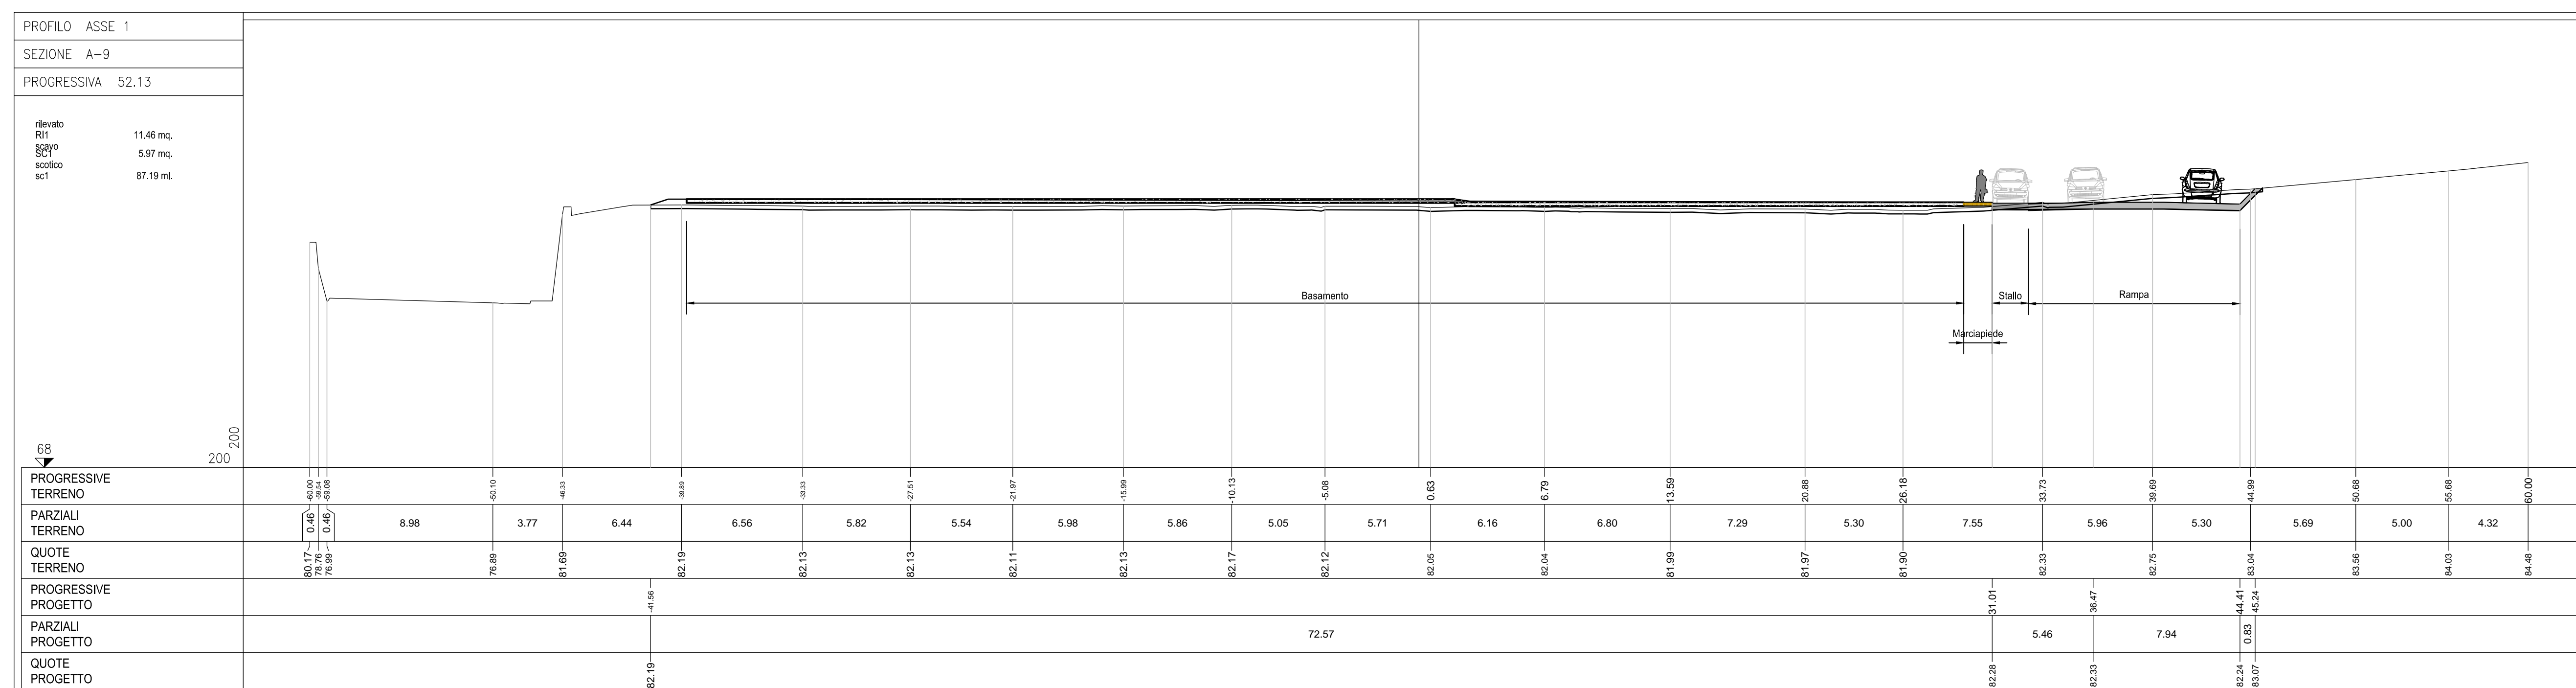 PROFILO ASSE 1
SEZIONE A-9
PROGRESSIVA 52.13
rilevato
RI1 11.46 mq.
scavo
SC1 5.97 mq.
scotico
sc1 87.19 ml.
Basamento
Stallo
Rampa
Marciapiede
68
200
200
PROGRESSIVE
TERRENO
-60.00 -59.54 -59.08 -50.10 -46.33 -39.89 -33.33 -27.51 -21.97 -15.99 -10.13 -5.08 0.63 6.79 13.59 20.88 26.18 33.73 39.69 44.99 50.68 55.68 60.00
PARZIALI
TERRENO
0.46 0.46 8.98 3.77 6.44 6.56 5.82 5.54 5.98 5.86 5.05 5.71 6.16 6.80 7.29 5.30 7.55 5.96 5.30 5.69 5.00 4.32
QUOTE
TERRENO
80.17 78.76 76.99 76.89 81.69 82.19 82.13 82.13 82.11 82.13 82.17 82.12 82.05 82.04 81.99 81.97 81.90 82.33 82.75 83.04 83.56 84.03 84.48
PROGRESSIVE
PROGETTO
-41.56 31.01 36.47 44.41 45.24
PARZIALI
PROGETTO
72.57 5.46 7.94 0.83
QUOTE
PROGETTO
82.19 82.28 82.33 82.24 83.07